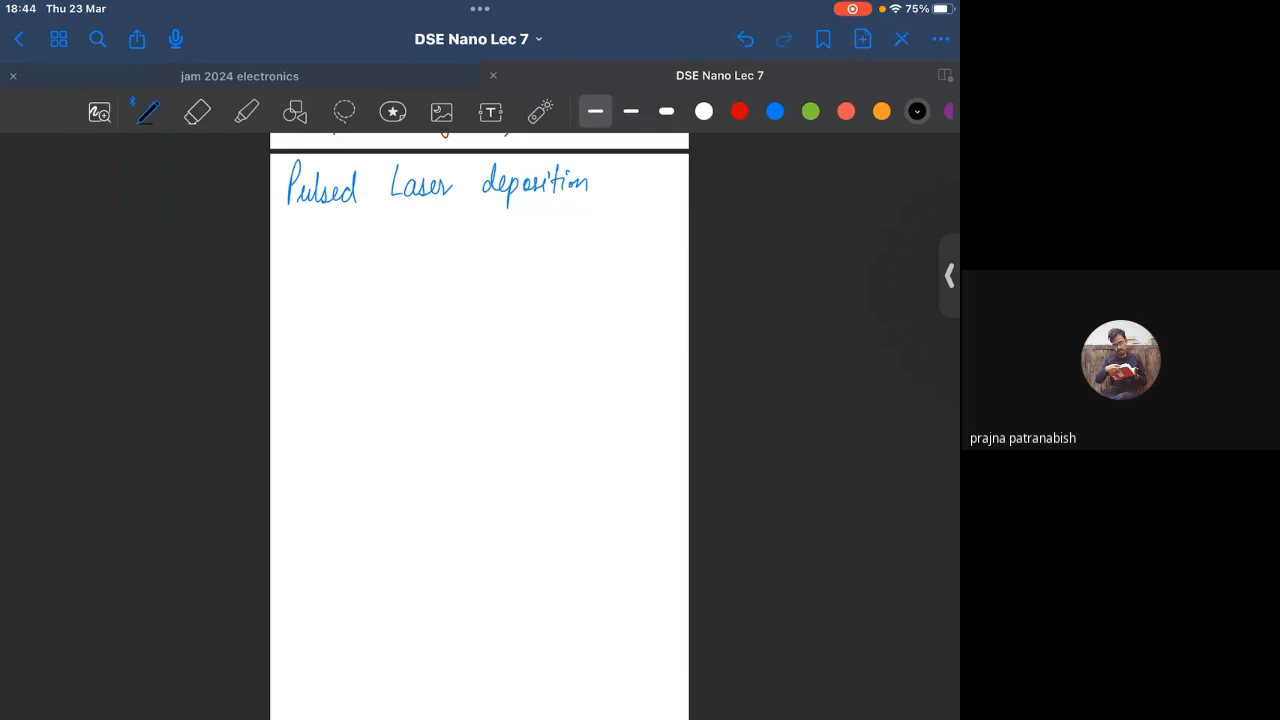 18:44 Thu 23 Mar
75%
DSE Nano Lec 7
jam 2024 electronics
DSE Nano Lec 7
Pulsed Laser deposition
prajna patranabish